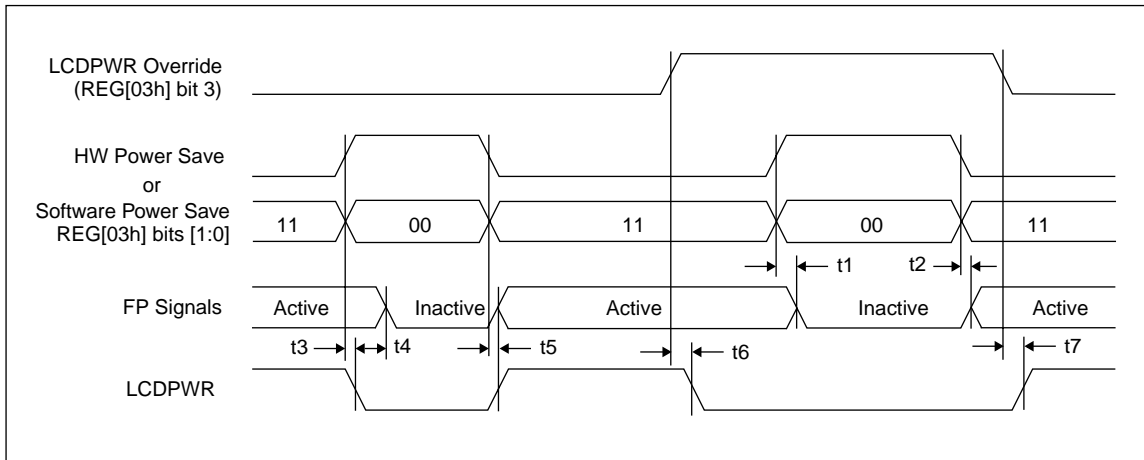 LCDPWR Override
(REG[03h] bit 3)
HW Power Save
or
Software Power Save
REG[03h] bits [1:0]
11
00
11
00
11
t1
t2
FP Signals
Active
Inactive
Active
Inactive
Active
t3
t4
t5
t6
t7
LCDPWR